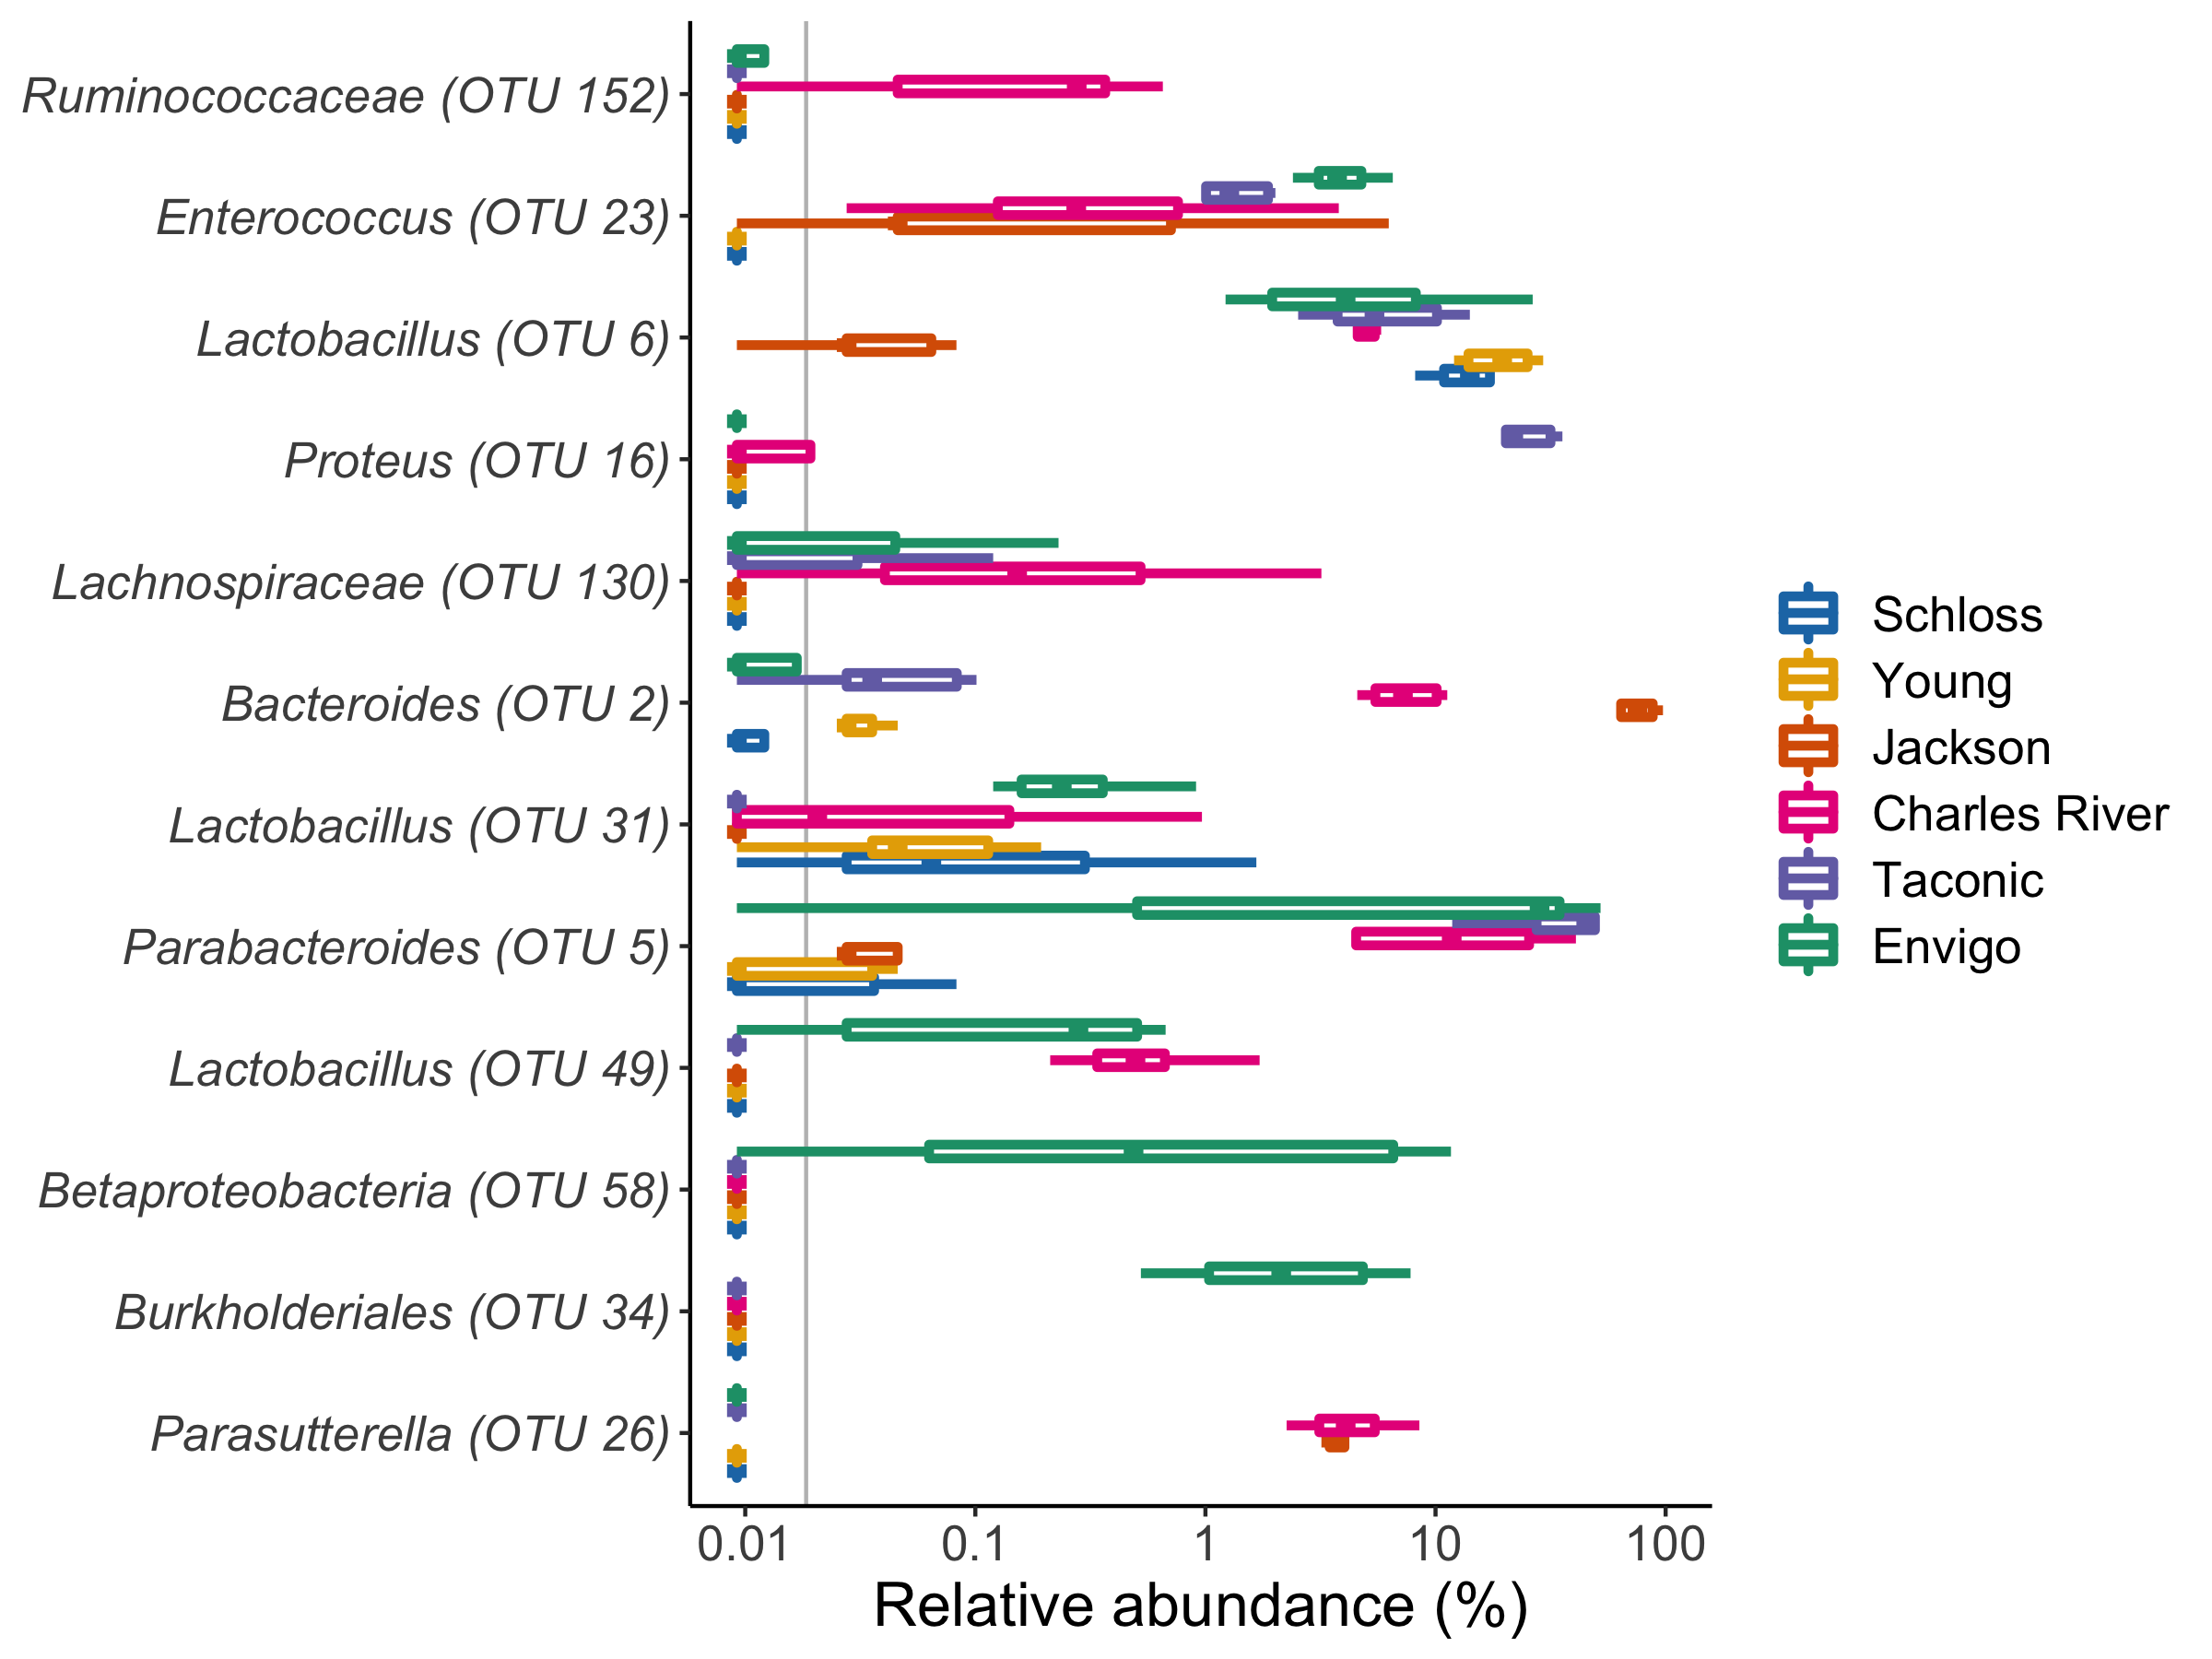 Ruminococcaceae (OTU 152)
Enterococcus (OTU 23)
Lactobacillus (OTU 6)
Proteus (OTU 16)
Lachnospiraceae (OTU 130)
Bacteroides (OTU 2)
Lactobacillus (OTU 31)
Parabacteroides (OTU 5)
Lactobacillus (OTU 49)
Betaproteobacteria (OTU 58)
Burkholderiales (OTU 34)
Parasutterella (OTU 26)
0.01 0.1 1 10 100
Relative abundance (%)
Schloss
Young
Jackson
Charles River
Taconic
Envigo